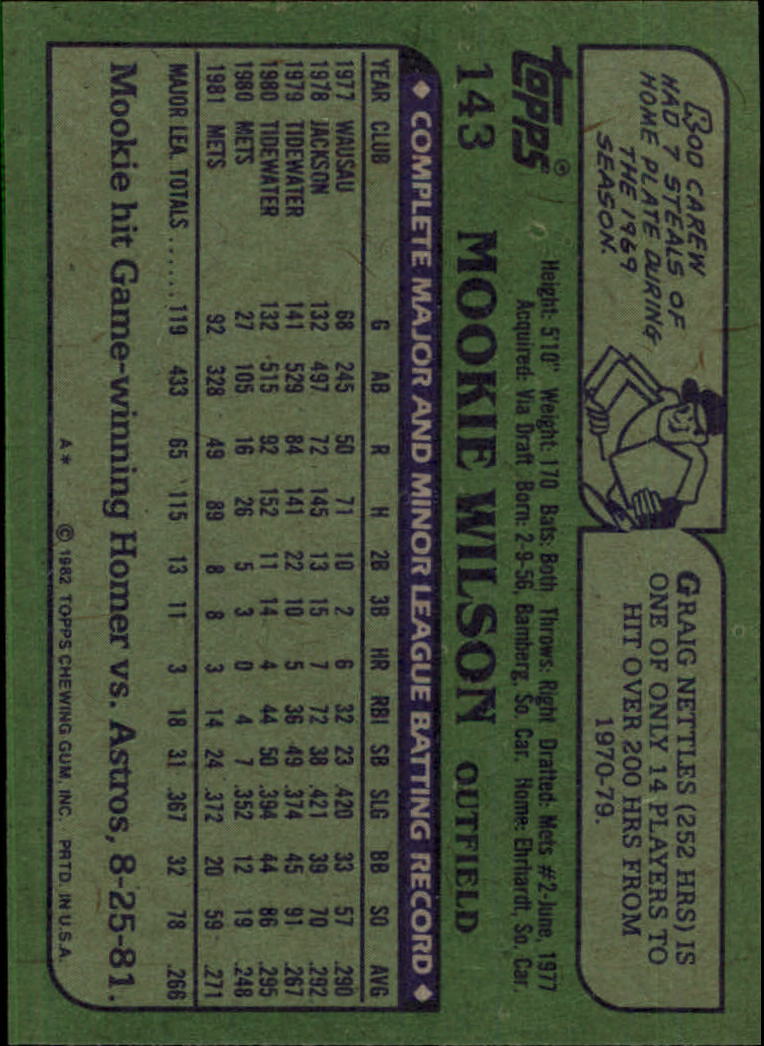 ROD CAREW
HAD 7 STEALS OF
HOME PLATE DURING
THE 1969
SEASON.
GRAIG NETTLES (252 HRS) IS
ONE OF ONLY 14 PLAYERS TO
HIT OVER 200 HRS FROM
1970-79.
topps®
Height: 5'10" Weight: 170 Bats: Both Throws: Right Drafted: Mets #2-June, 1977
Acquired: Via Draft Born: 2-9-56, Bamberg, So. Car. Home: Ehrhardt, So. Car.
143 MOOKIE WILSON OUTFIELD
◆ COMPLETE MAJOR AND MINOR LEAGUE BATTING RECORD ◆
YEAR CLUB G AB R H 2B 3B HR RBI SB SLG BB SO AVG
1977 WAUSAU 68 245 50 71 10 2 6 32 23 .420 33 57 .290
1978 JACKSON 132 497 72 145 13 15 7 72 38 .421 39 70 .292
1979 TIDEWATER 141 529 84 141 22 10 5 36 49 .374 45 91 .267
1980 TIDEWATER 132 515 92 152 11 14 4 44 50 .394 44 86 .295
1980 METS 27 105 16 26 5 3 0 4 7 .352 12 19 .248
1981 METS 92 328 49 89 8 8 3 14 24 .372 20 59 .271
MAJOR LEA. TOTALS ...... 119 433 65 115 13 11 3 18 31 .367 32 78 .266
Mookie hit Game-winning Homer vs. Astros, 8-25-81.
A* © 1982 TOPPS CHEWING GUM, INC. PRTD. IN U.S.A.